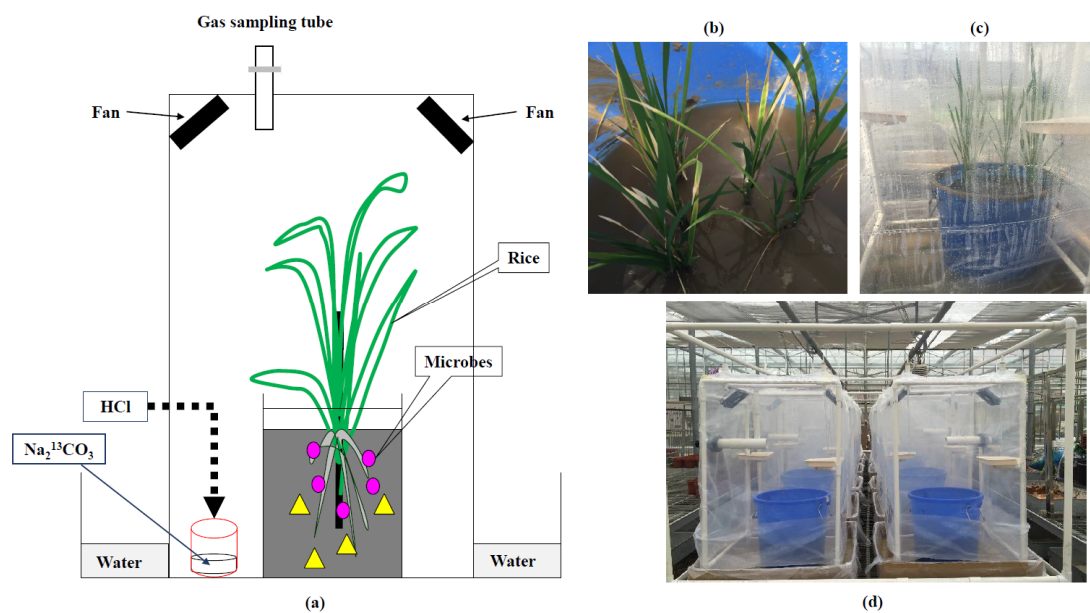 Gas sampling tube
Fan
Fan
Rice
Microbes
HCl
Na₂¹³CO₃
Water
Water
(a)
(b)
(c)
(d)